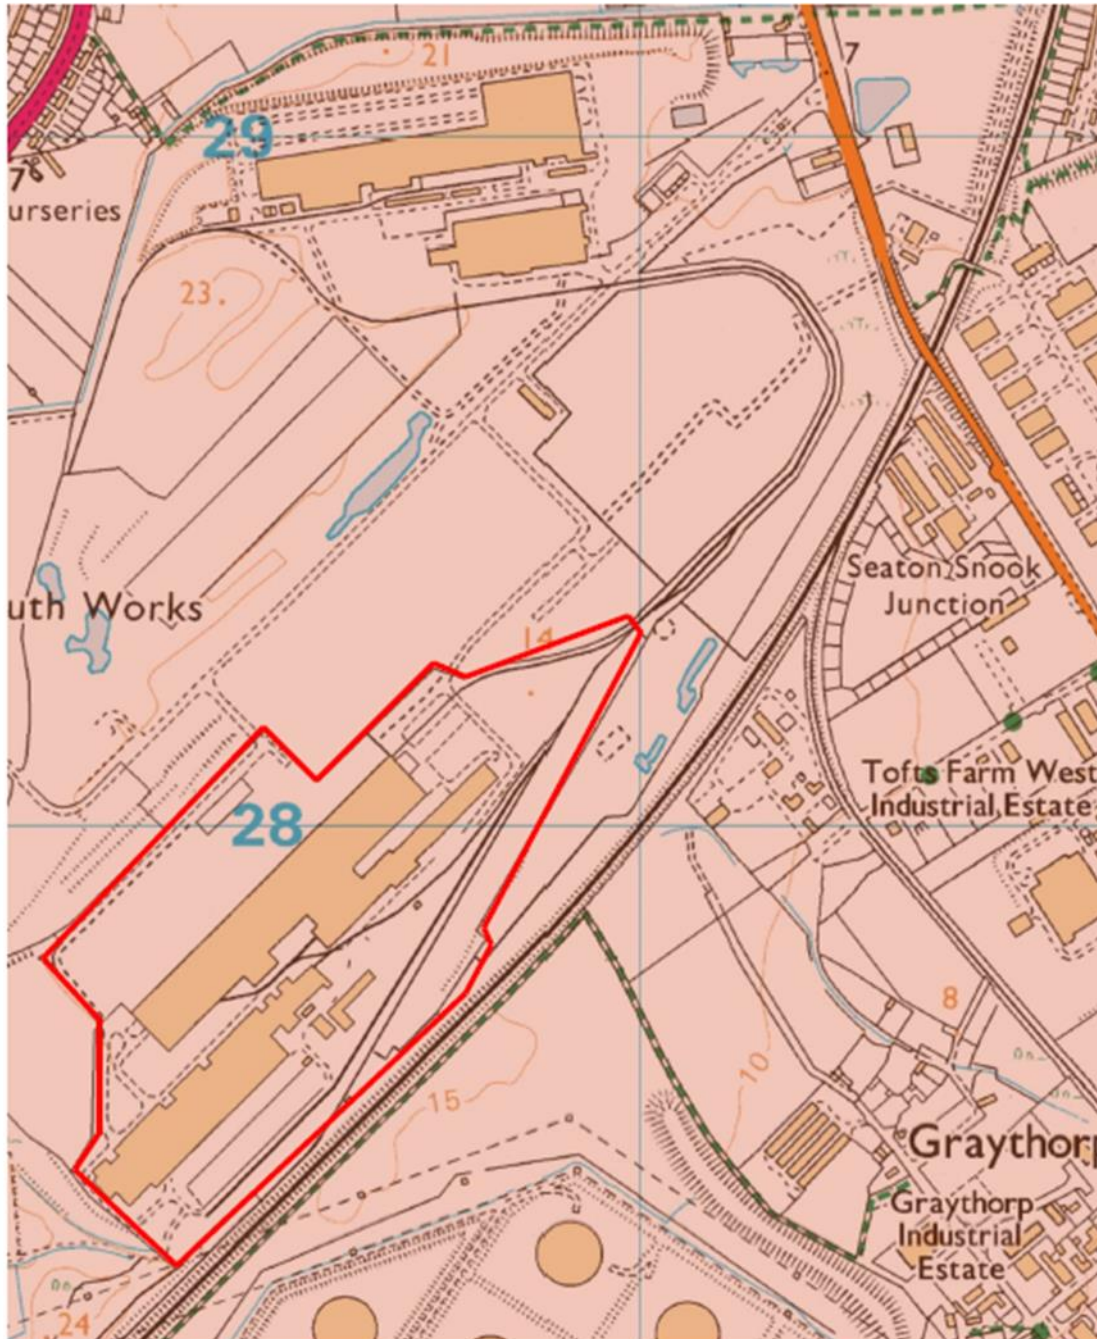 21
7
29
76
urseries
23.
Seaton Snook
Junction
uth Works
14
Tofts Farm West
Industrial Estate
28
8
10
15
Graythorp
Graythorp
Industrial
Estate
24